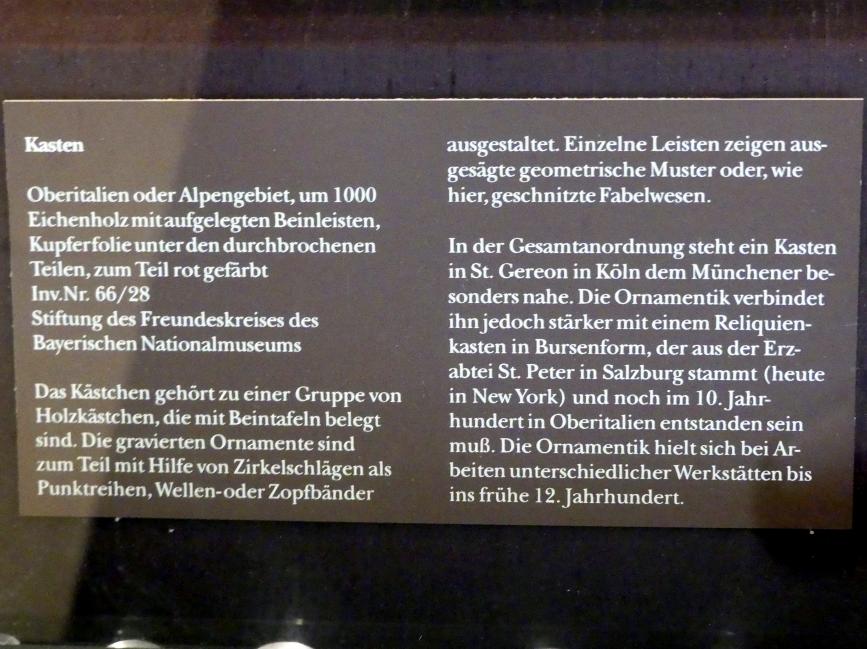 Kasten
Oberitalien oder Alpengebiet, um 1000
Eichenholz mit aufgelegten Beinleisten,
Kupferfolie unter den durchbrochenen
Teilen, zum Teil rot gefärbt
Inv.Nr. 66/28
Stiftung des Freundeskreises des
Bayerischen Nationalmuseums
Das Kästchen gehört zu einer Gruppe von
Holzkästchen, die mit Beintafeln belegt
sind. Die gravierten Ornamente sind
zum Teil mit Hilfe von Zirkelschlägen als
Punktreihen, Wellen- oder Zopfbänder
ausgestaltet. Einzelne Leisten zeigen aus-
gesägte geometrische Muster oder, wie
hier, geschnitzte Fabelwesen.
In der Gesamtanordnung steht ein Kasten
in St. Gereon in Köln dem Münchener be-
sonders nahe. Die Ornamentik verbindet
ihn jedoch stärker mit einem Reliquien-
kasten in Bursenform, der aus der Erz-
abtei St. Peter in Salzburg stammt (heute
in New York) und noch im 10. Jahr-
hundert in Oberitalien entstanden sein
muß. Die Ornamentik hielt sich bei Ar-
beiten unterschiedlicher Werkstätten bis
ins frühe 12. Jahrhundert.